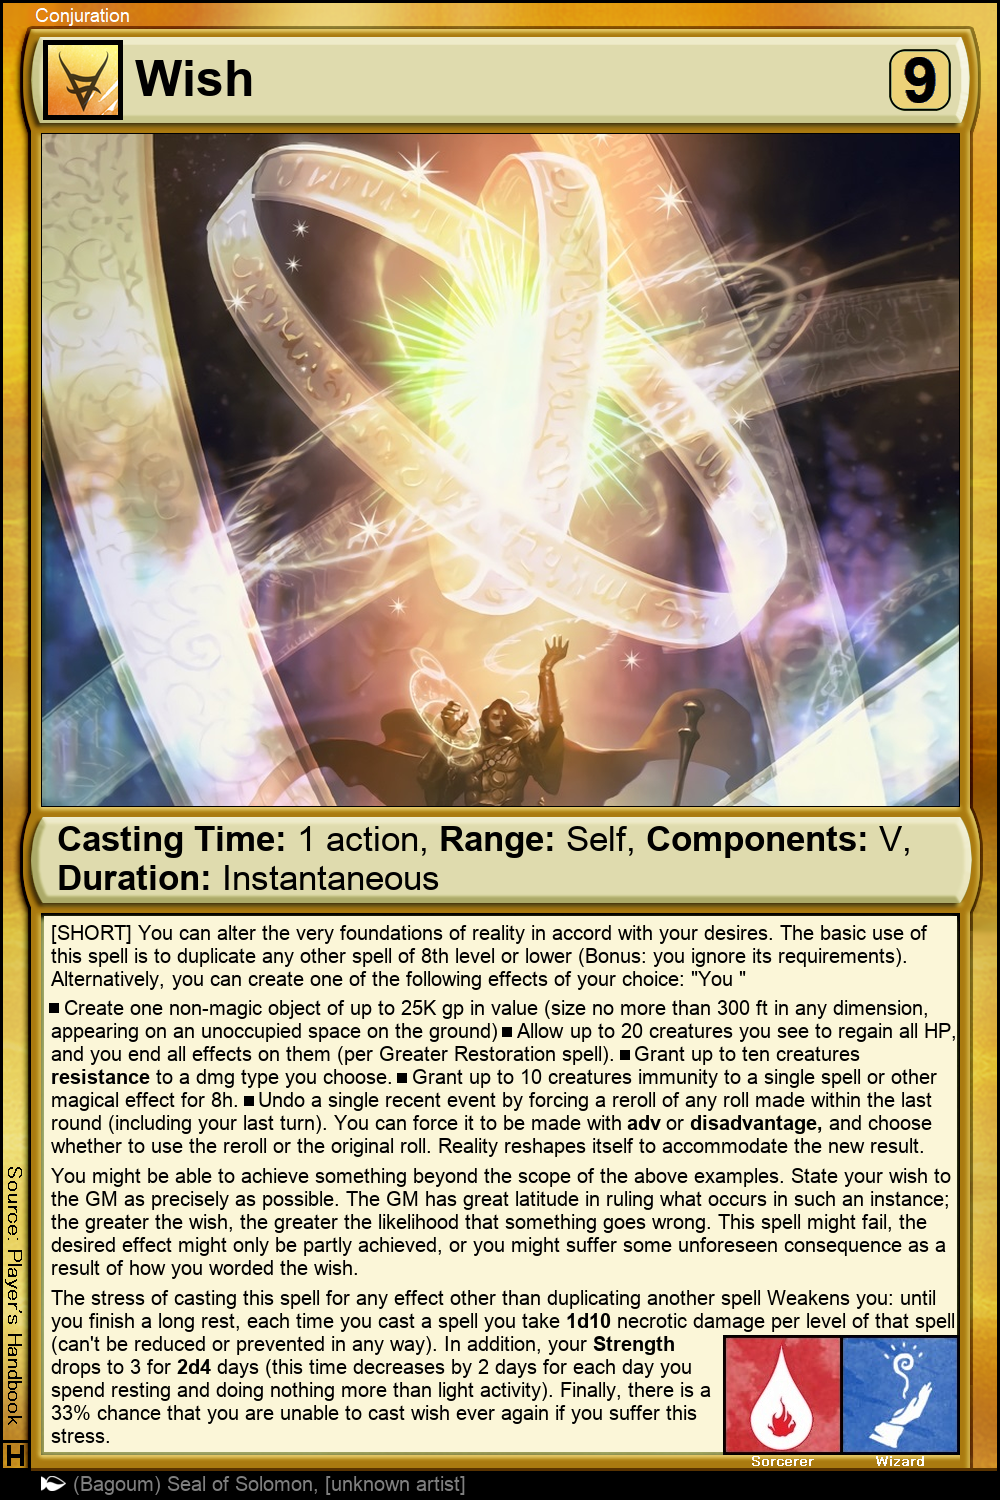 Conjuration
Wish
9
Casting Time: 1 action, Range: Self, Components: V,
Duration: Instantaneous
[SHORT] You can alter the very foundations of reality in accord with your desires. The basic use of
this spell is to duplicate any other spell of 8th level or lower (Bonus: you ignore its requirements).
Alternatively, you can create one of the following effects of your choice: "You "
■ Create one non-magic object of up to 25K gp in value (size no more than 300 ft in any dimension,
appearing on an unoccupied space on the ground) ■ Allow up to 20 creatures you see to regain all HP,
and you end all effects on them (per Greater Restoration spell). ■ Grant up to ten creatures
resistance to a dmg type you choose. ■ Grant up to 10 creatures immunity to a single spell or other
magical effect for 8h. ■ Undo a single recent event by forcing a reroll of any roll made within the last
round (including your last turn). You can force it to be made with adv or disadvantage, and choose
whether to use the reroll or the original roll. Reality reshapes itself to accommodate the new result.
You might be able to achieve something beyond the scope of the above examples. State your wish to
the GM as precisely as possible. The GM has great latitude in ruling what occurs in such an instance;
the greater the wish, the greater the likelihood that something goes wrong. This spell might fail, the
desired effect might only be partly achieved, or you might suffer some unforeseen consequence as a
result of how you worded the wish.
The stress of casting this spell for any effect other than duplicating another spell Weakens you: until
you finish a long rest, each time you cast a spell you take 1d10 necrotic damage per level of that spell
(can't be reduced or prevented in any way). In addition, your Strength
drops to 3 for 2d4 days (this time decreases by 2 days for each day you
spend resting and doing nothing more than light activity). Finally, there is a
33% chance that you are unable to cast wish ever again if you suffer this
stress.
Sorcerer
Wizard
Source: Player's Handbook
H
(Bagoum) Seal of Solomon, [unknown artist]